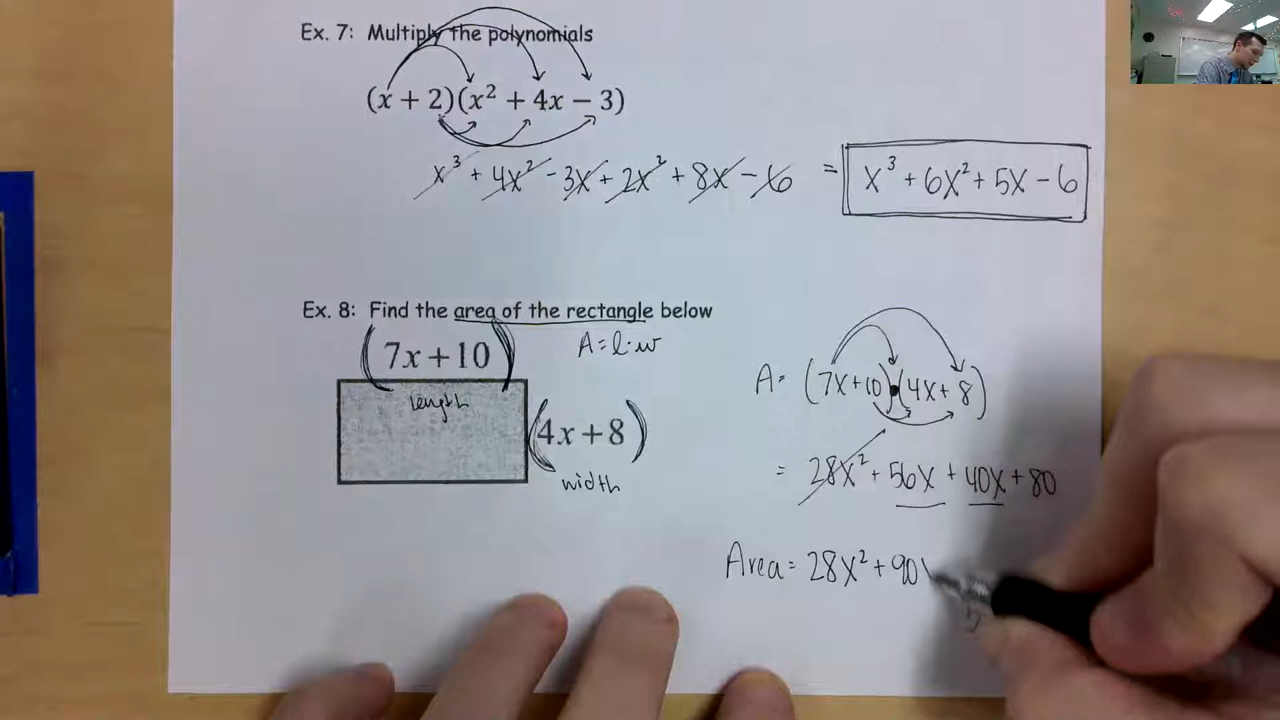 Ex. 7: Multiply the polynomials
(x + 2)(x² + 4x − 3)
x³ + 4x² - 3x + 2x² + 8x - 6 = x³ + 6x² + 5x - 6
Ex. 8: Find the area of the rectangle below
7x + 10
A = l·w
length
(4x + 8)
width
A = (7x+10)•(4x+8)
= 28x² + 56x + 40x + 80
Area = 28x² + 90x